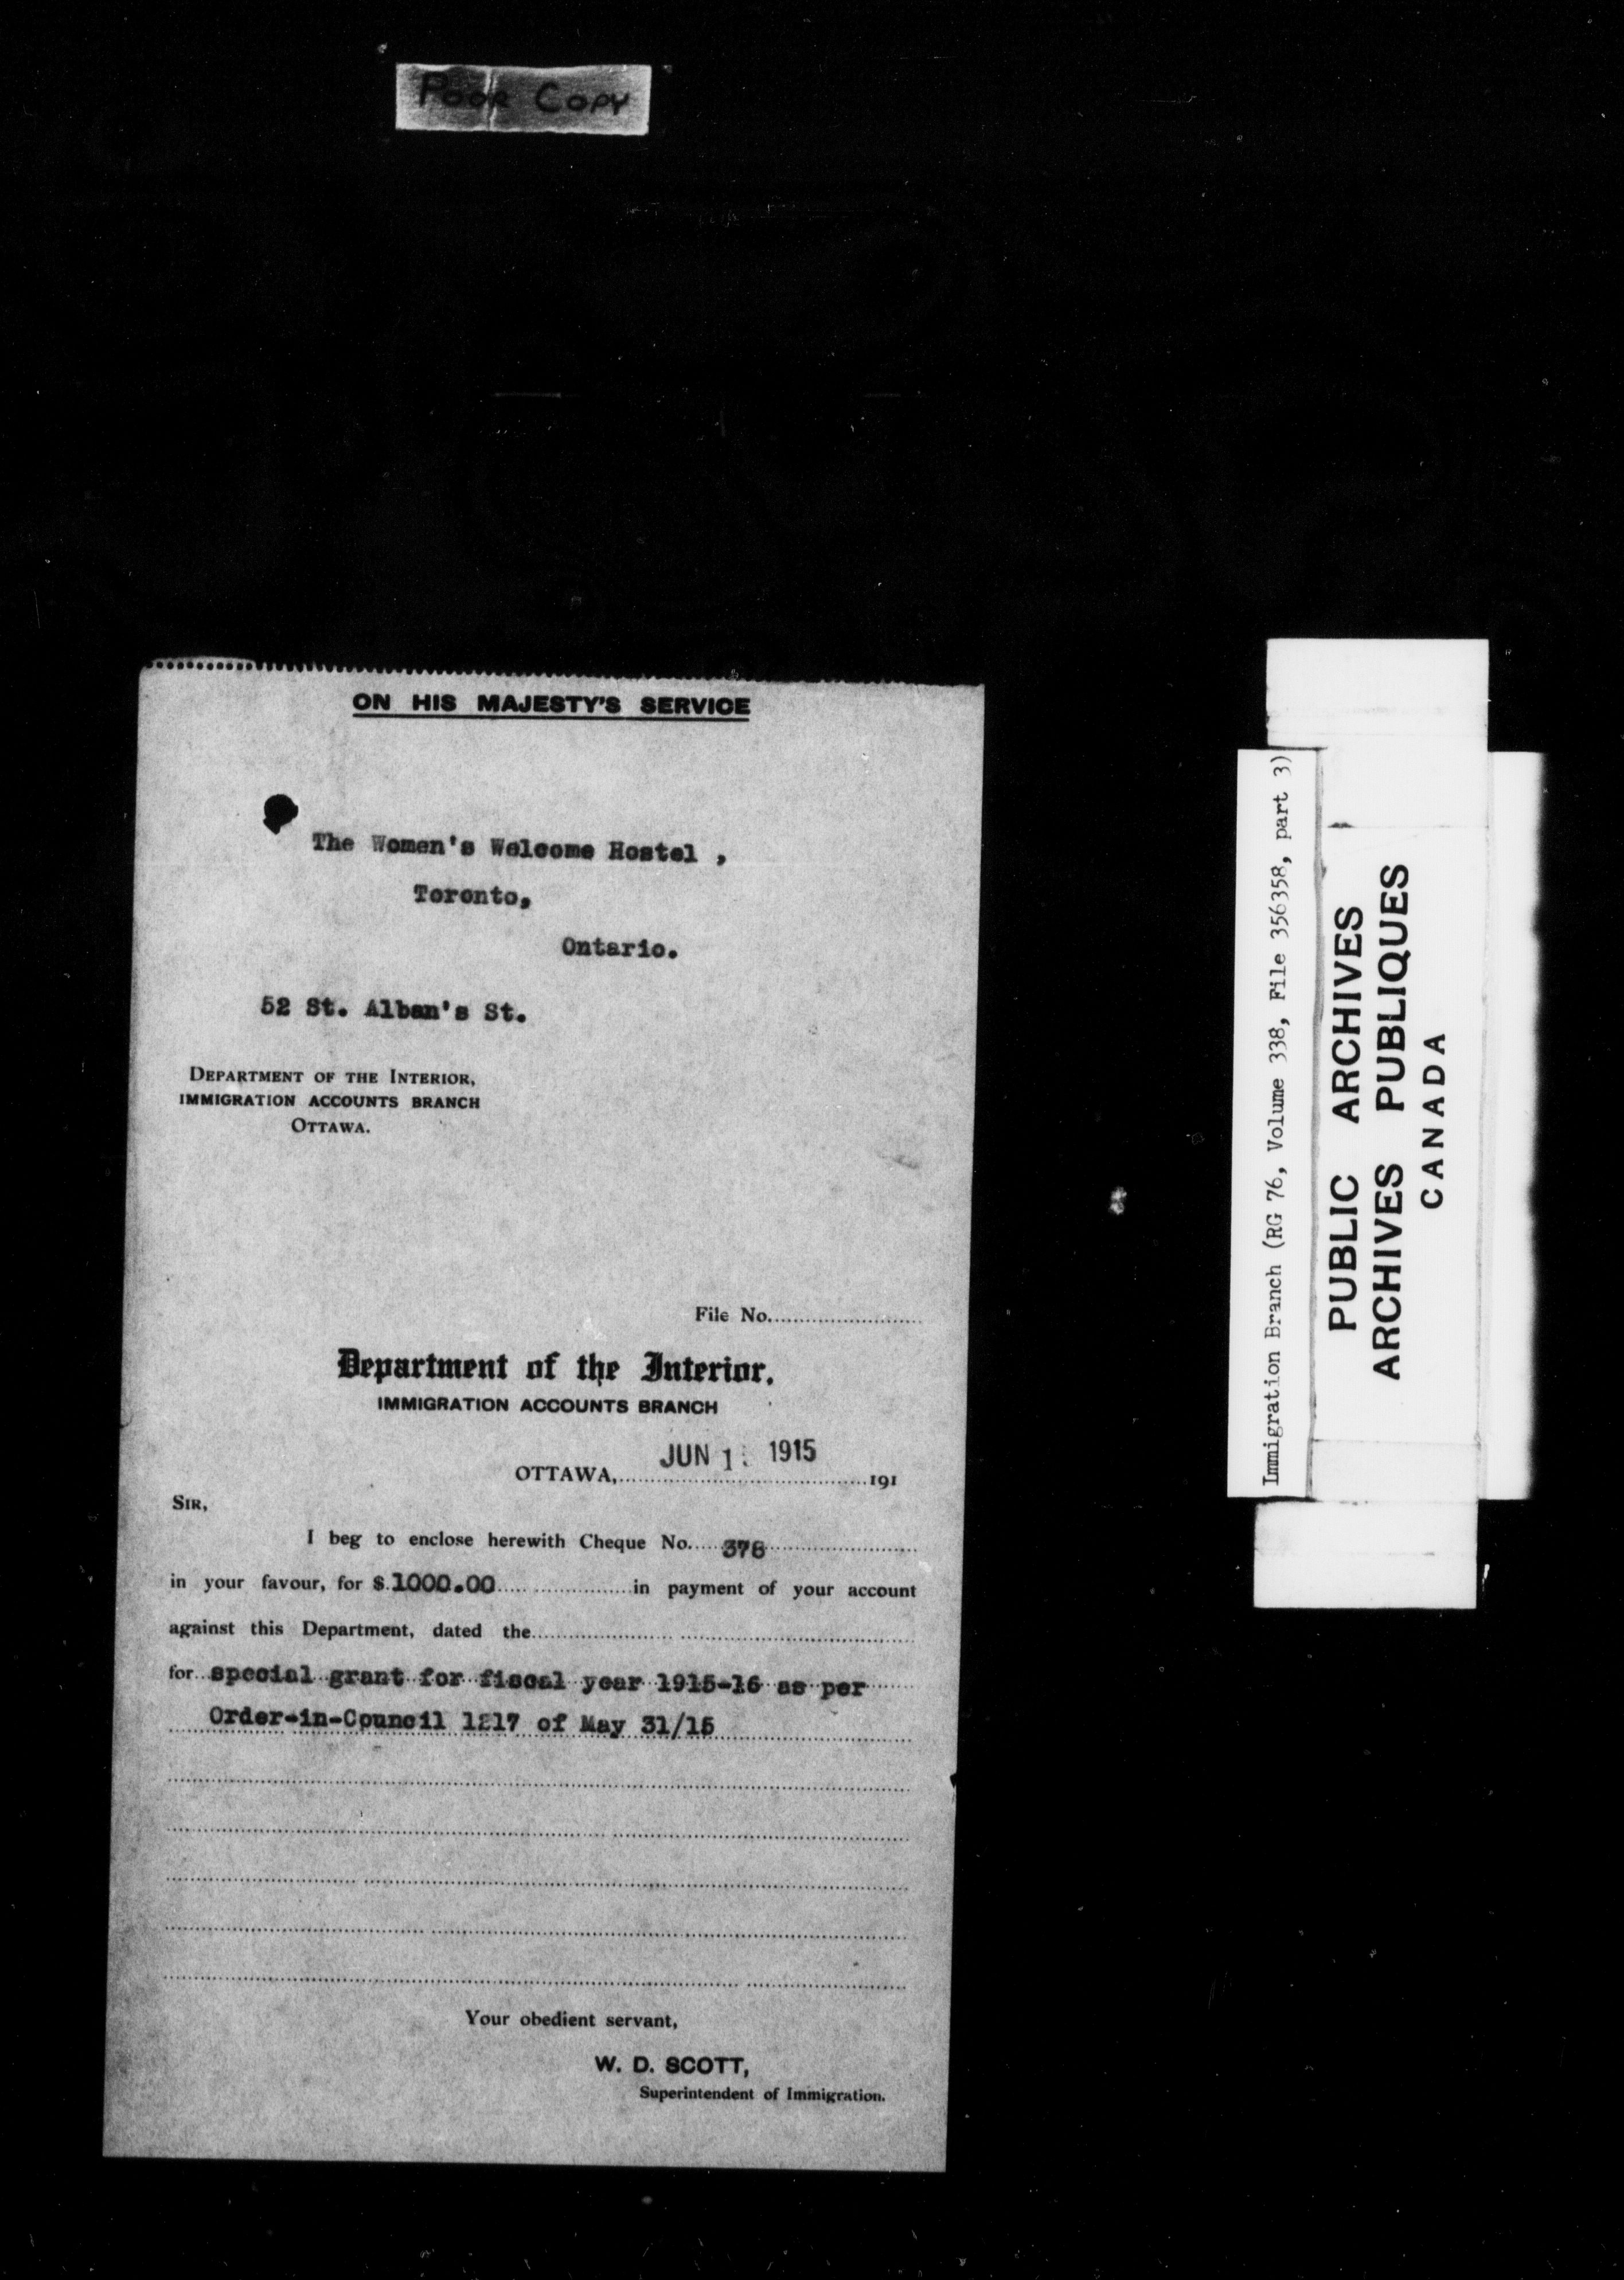 Poor Copy
ON HIS MAJESTY'S SERVICE
The Women's Welcome Hostel ,
Toronto,
Ontario.
52 St. Alban's St.
DEPARTMENT OF THE INTERIOR,
IMMIGRATION ACCOUNTS BRANCH
OTTAWA.
File No.
Department of the Interior.
IMMIGRATION ACCOUNTS BRANCH
JUN 1 1915
OTTAWA, 191
SIR,
I beg to enclose herewith Cheque No. 378
in your favour, for $ 1000.00 in payment of your account
against this Department, dated the
for special grant for fiscal year 1915-16 as per
Order-in-Council 1217 of May 31/15
Your obedient servant,
W. D. SCOTT,
Superintendent of Immigration.
Immigration Branch (RG 76, Volume 338, File 356358, part 3)
PUBLIC ARCHIVES
ARCHIVES PUBLIQUES
CANADA